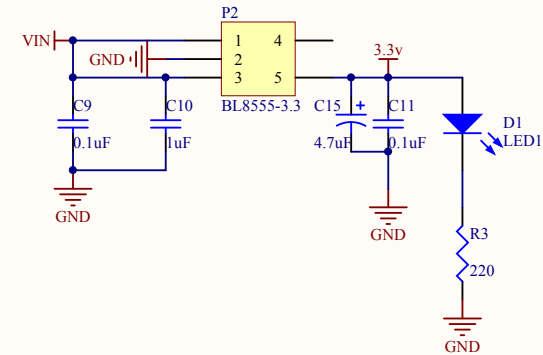 P2
VIN
1
4
GND
2
3.3v
3
5
BL8555-3.3
C9
C10
C15
+
C11
0.1uF
1uF
4.7uF
0.1uF
D1
LED1
GND
GND
R3
220
GND